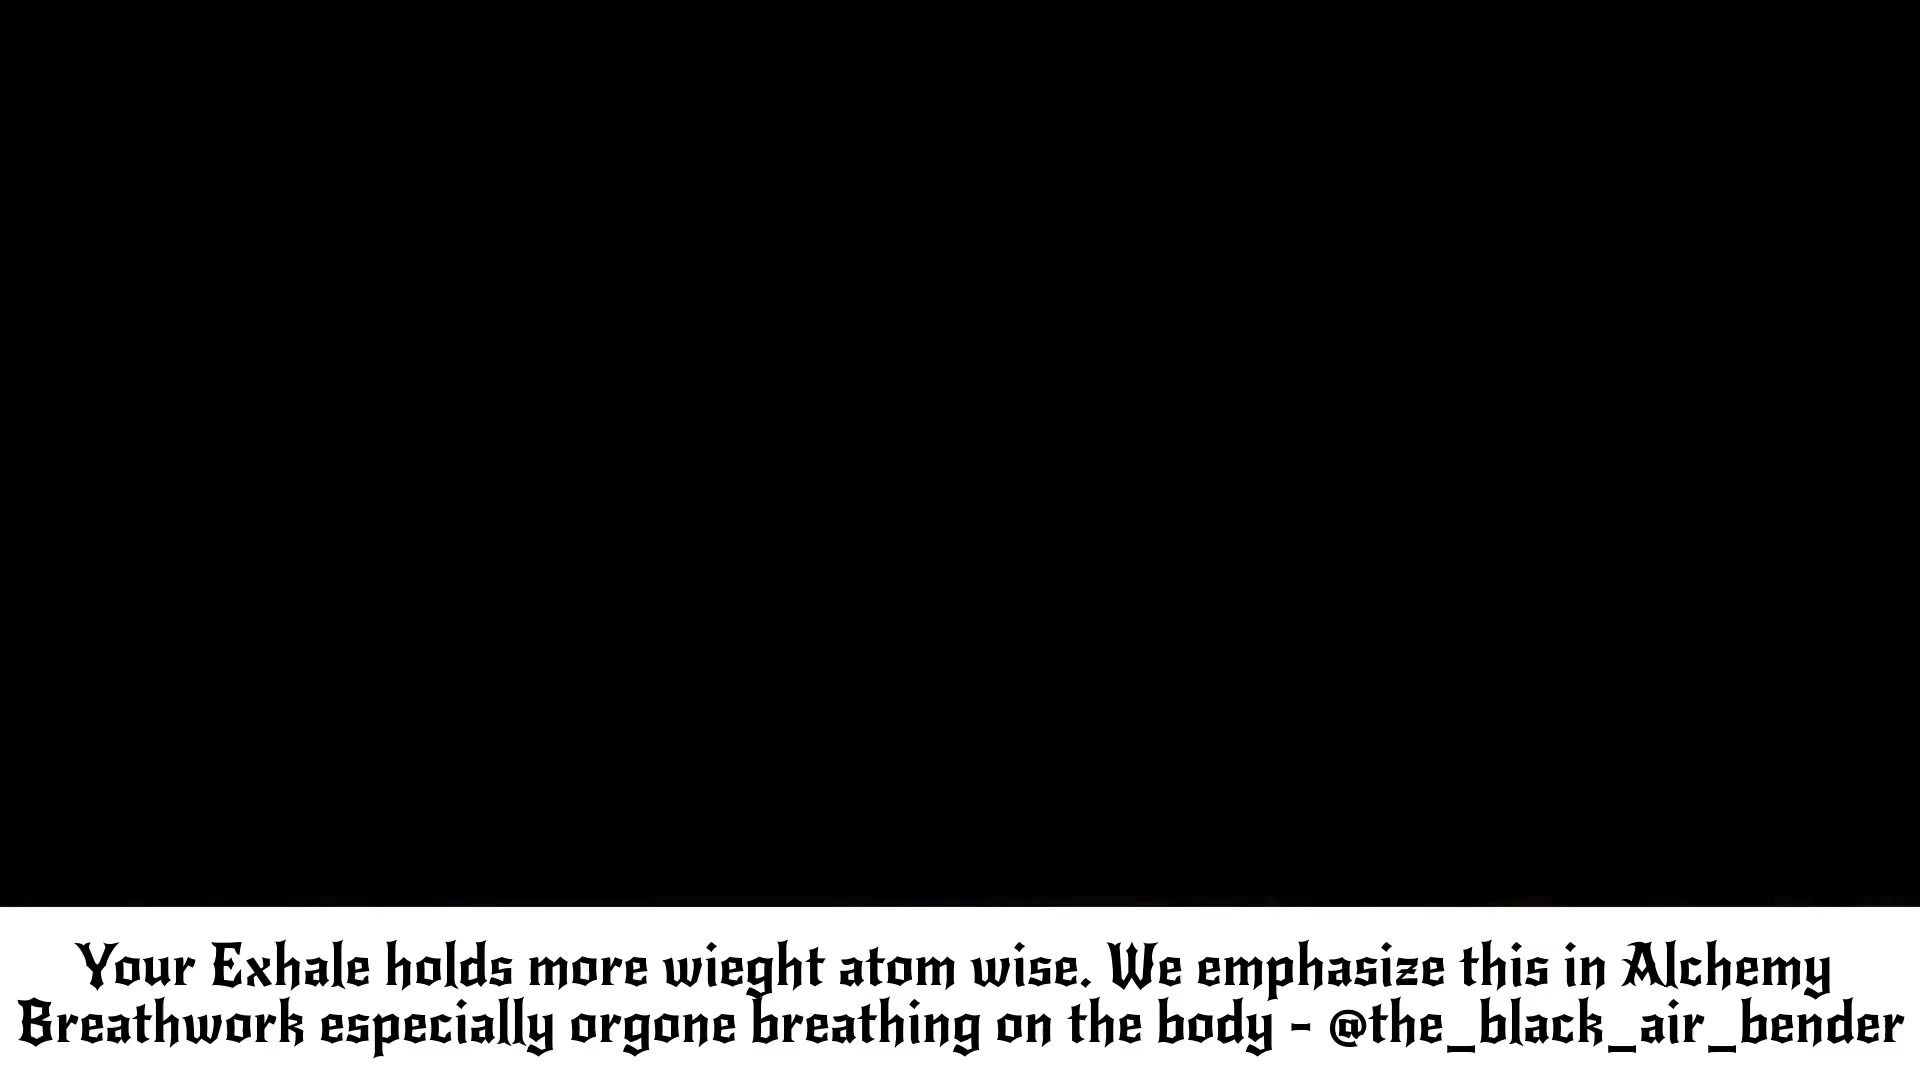 Your Exhale holds more wieght atom wise. We emphasize this in Alchemy
Breathwork especially orgone breathing on the body - @the_black_air_bender